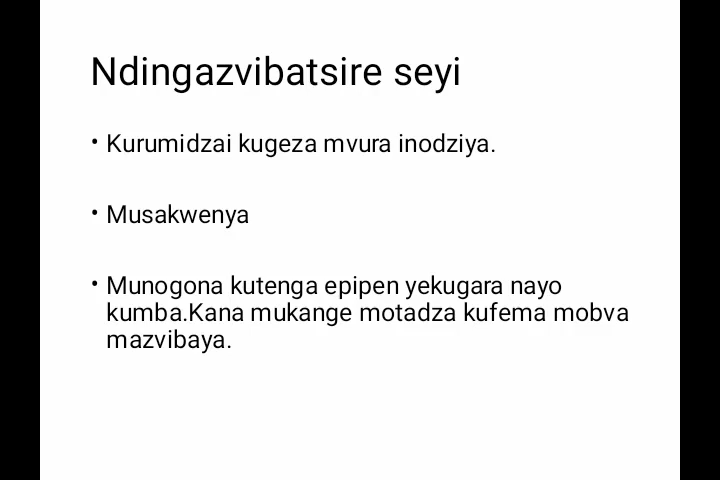 Ndingazvibatsire seyi
• Kurumidzai kugeza mvura inodziya.
• Musakwenya
• Munogona kutenga epipen yekugara nayo
kumba.Kana mukange motadza kufema mobva
mazvibaya.